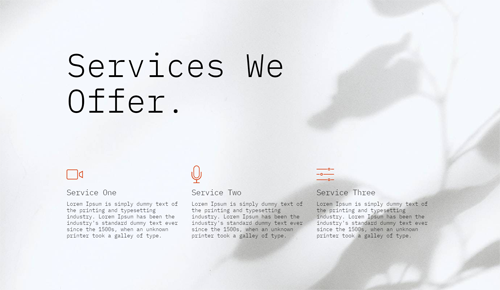 Services We
Offer.
Service One
Lorem Ipsum is simply dummy text of
the printing and typesetting
industry. Lorem Ipsum has been the
industry's standard dummy text ever
since the 1500s, when an unknown
printer took a galley of type.
Service Two
Lorem Ipsum is simply dummy text of
the printing and typesetting
industry. Lorem Ipsum has been the
industry's standard dummy text ever
since the 1500s, when an unknown
printer took a galley of type.
Service Three
Lorem Ipsum is simply dummy text of
the printing and typesetting
industry. Lorem Ipsum has been the
industry's standard dummy text ever
since the 1500s, when an unknown
printer took a galley of type.